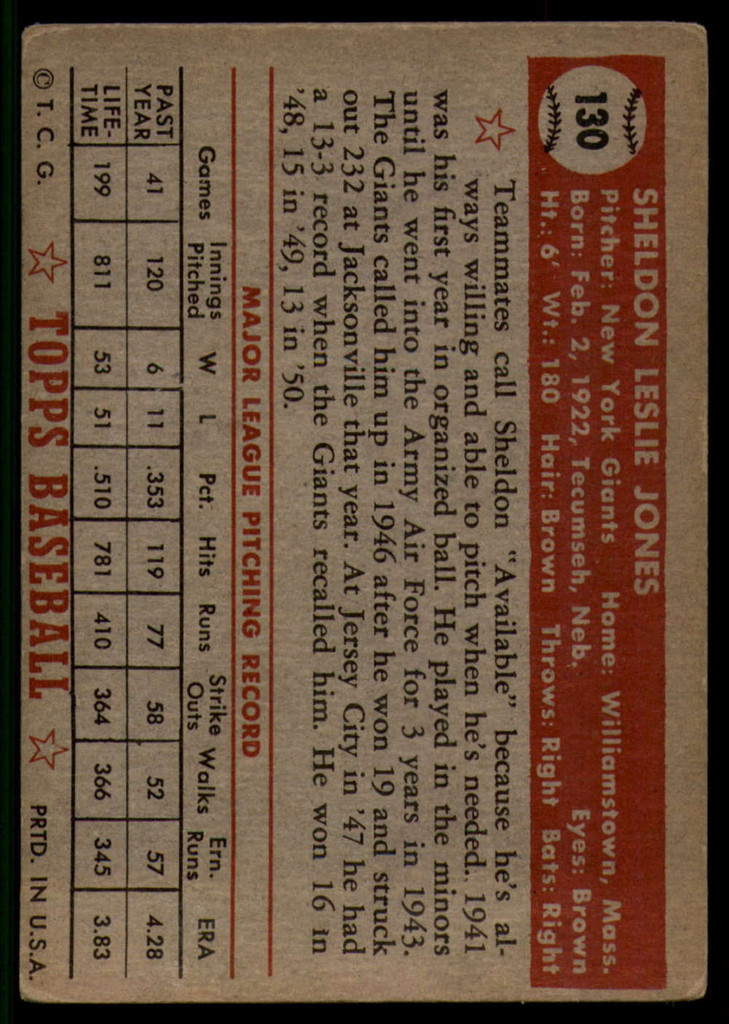 130
SHELDON LESLIE JONES
Pitcher: New York Giants Home: Williamstown, Mass.
Born: Feb. 2, 1922, Tecumseh, Neb. Eyes: Brown
Ht.: 6' Wt.: 180 Hair: Brown Throws: Right Bats: Right
Teammates call Sheldon "Available" because he's al-
ways willing and able to pitch when he's needed. 1941
was his first year in organized ball. He played in the minors
until he went into the Army Air Force for 3 years in 1943.
The Giants called him up in 1946 after he won 19 and struck
out 232 at Jacksonville that year. At Jersey City in '47 he had
a 13-3 record when the Giants recalled him. He won 16 in
'48, 15 in '49, 13 in '50.
MAJOR LEAGUE PITCHING RECORD
Games Innings Pitched W L Pct. Hits Runs Strike Outs Walks Ern. Runs ERA
PAST YEAR 41 120 6 11 .353 119 77 58 52 57 4.28
LIFE-TIME 199 811 53 51 .510 781 410 364 366 345 3.83
© T. C. G. TOPPS BASEBALL PRTD. IN U.S.A.